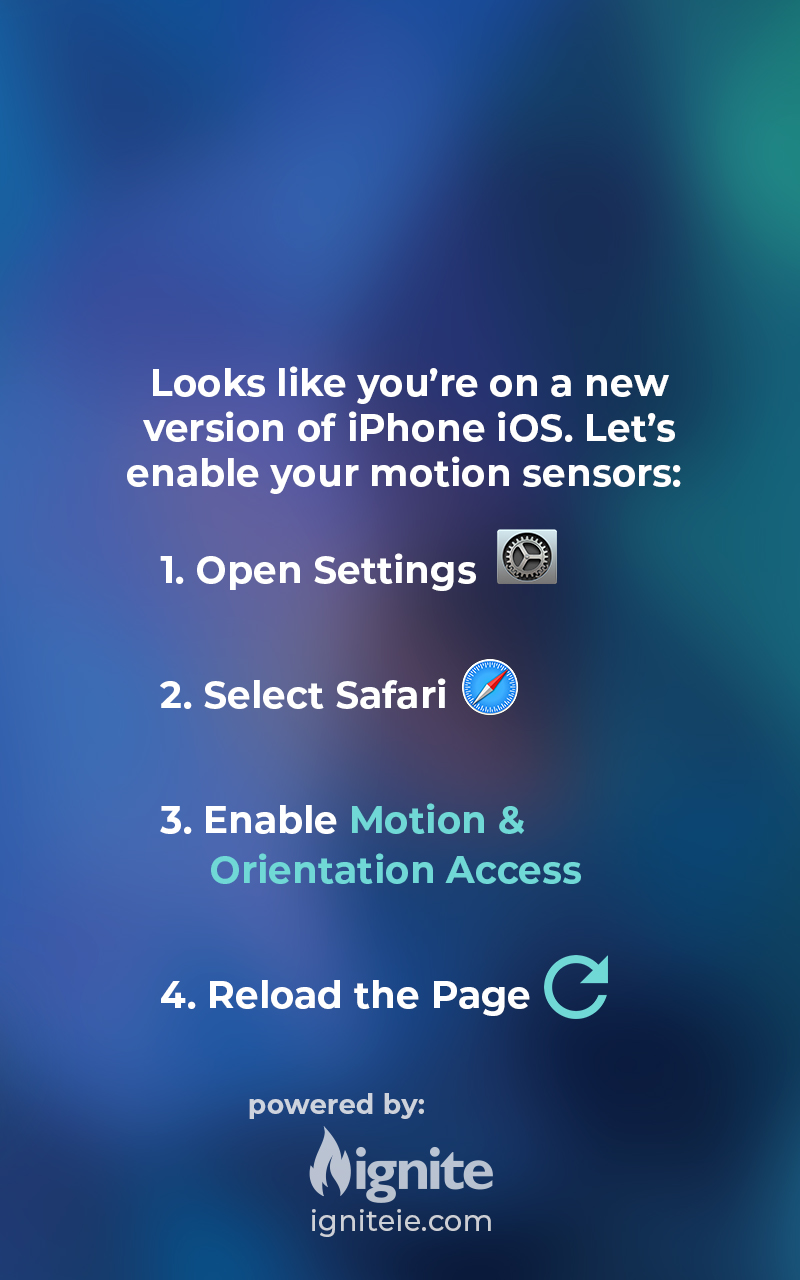 Looks like you’re on a new
version of iPhone iOS. Let’s
enable your motion sensors:
1. Open Settings
2. Select Safari
3. Enable Motion &
Orientation Access
4. Reload the Page
powered by:
ignite
igniteie.com